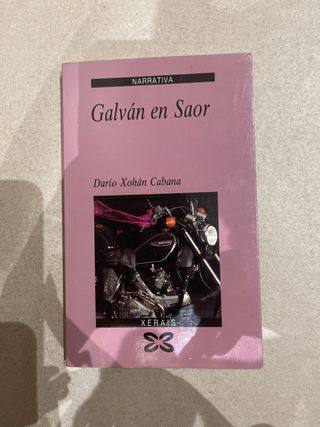 NARRATIVA
Galván en Saor
Darío Xohán Cabana
XERAIS